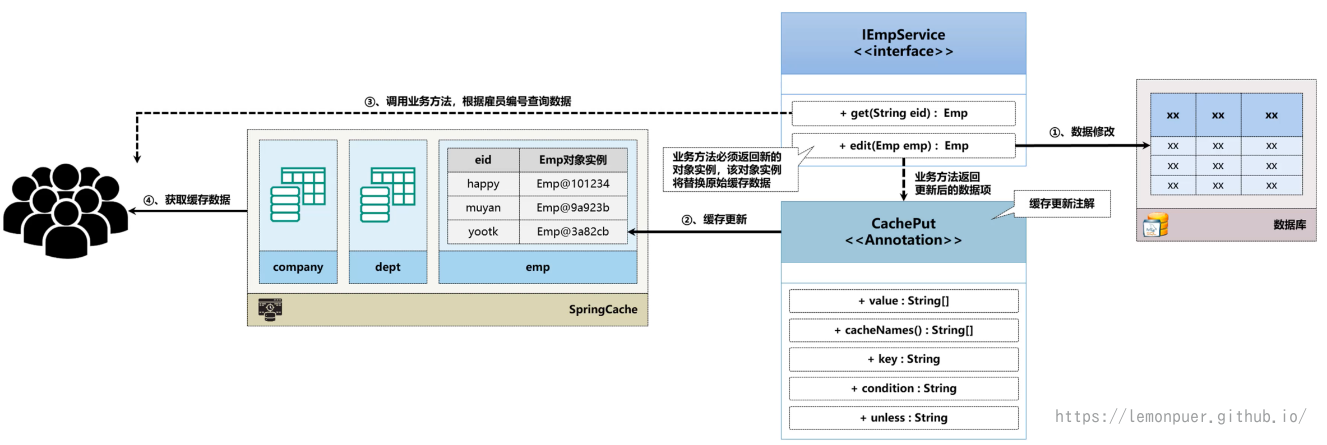 IEmpService
<<interface>>
③、调用业务方法，根据雇员编号查询数据
+ get(String eid) : Emp
+ edit(Emp emp) : Emp
①、数据修改
xx xx xx
xx xx xx
xx xx xx
xx xx xx
数据库
业务方法必须返回新的
对象实例，该对象实例
将替换原始缓存数据
业务方法返回
更新后的数据项
缓存更新注解
④、获取缓存数据
eid Emp对象实例
happy Emp@101234
muyan Emp@9a923b
yootk Emp@3a82cb
company
dept
emp
SpringCache
②、缓存更新
CachePut
<<Annotation>>
+ value : String[]
+ cacheNames() : String[]
+ key : String
+ condition : String
+ unless : String
https://lemonpuer.github.io/